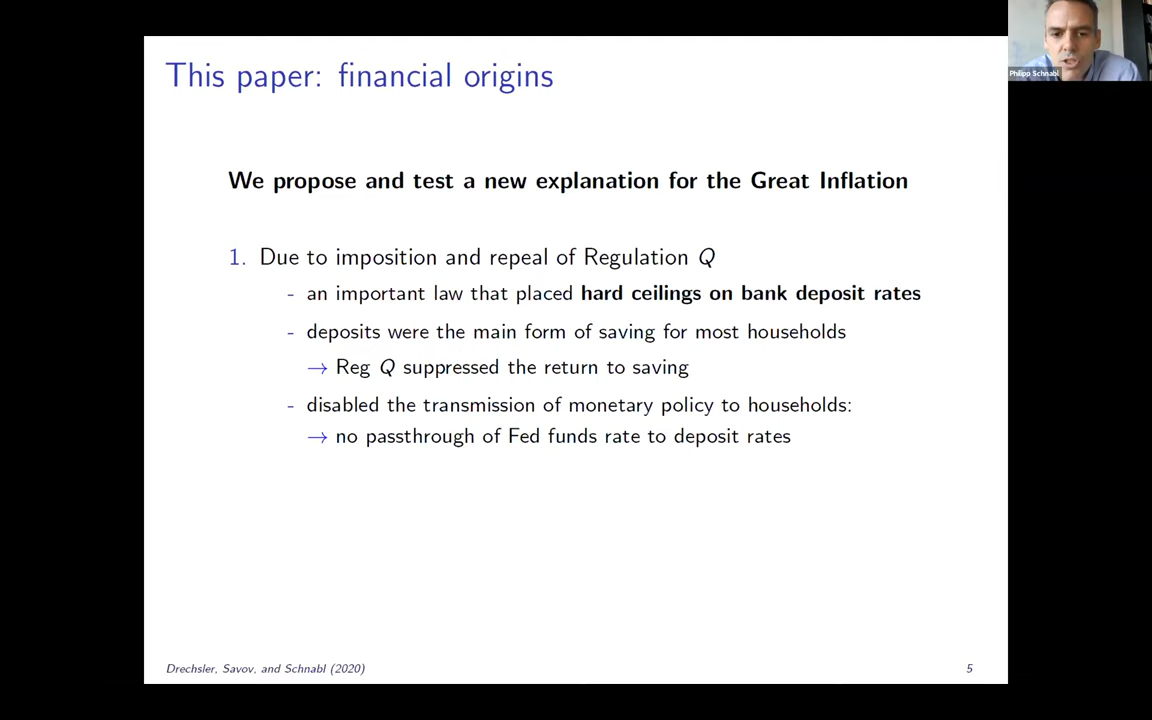 This paper: financial origins
Philipp Schnabl
We propose and test a new explanation for the Great Inflation
1. Due to imposition and repeal of Regulation Q
- an important law that placed hard ceilings on bank deposit rates
- deposits were the main form of saving for most households
→ Reg Q suppressed the return to saving
- disabled the transmission of monetary policy to households:
→ no passthrough of Fed funds rate to deposit rates
Drechsler, Savov, and Schnabl (2020)
5